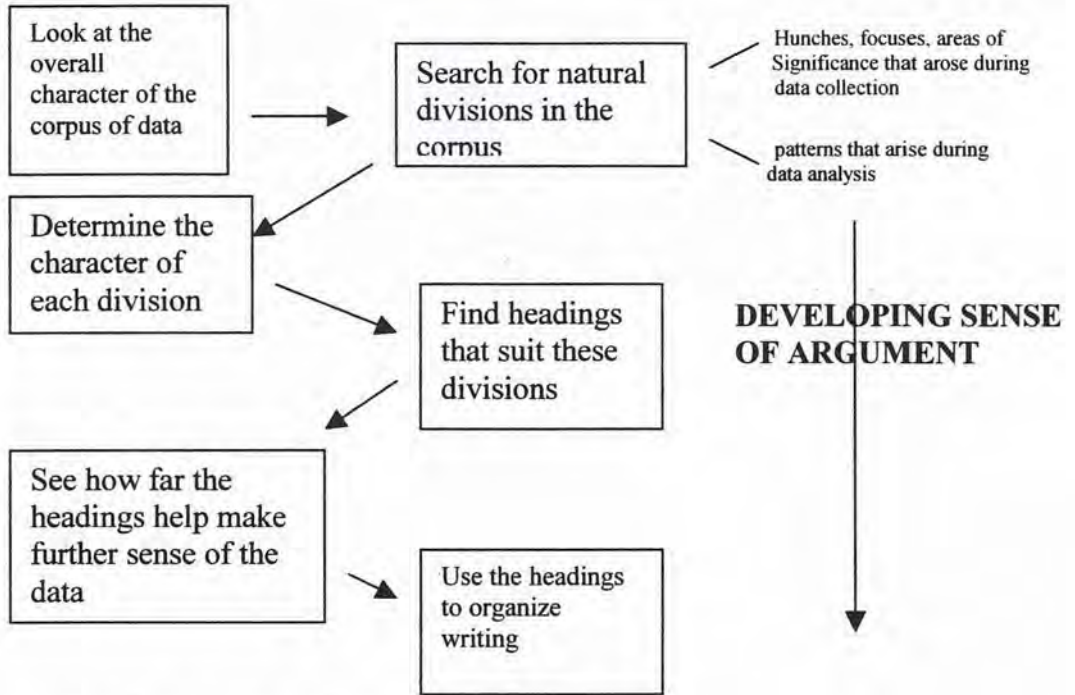 Look at the
overall
character of the
corpus of data
Search for natural
divisions in the
corpus
Hunches, focuses, areas of
Significance that arose during
data collection
patterns that arise during
data analysis
Determine the
character of
each division
Find headings
that suit these
divisions
DEVELOPING SENSE
OF ARGUMENT
See how far the
headings help make
further sense of the
data
Use the headings
to organize
writing